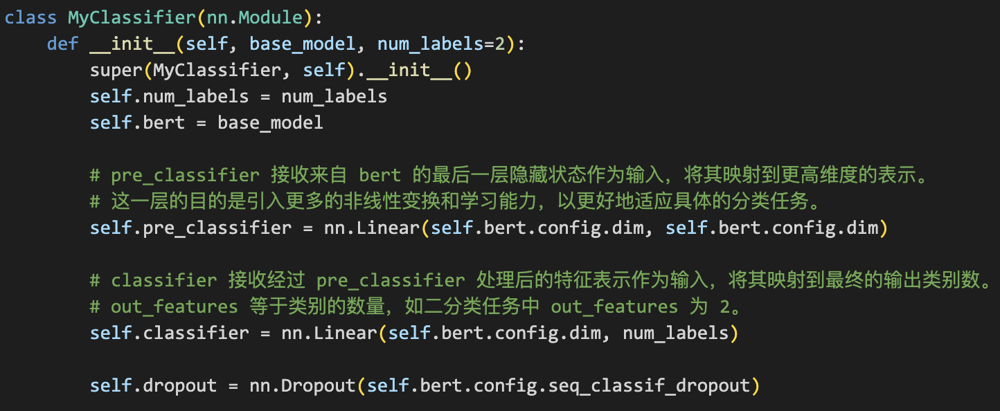 class MyClassifier(nn.Module):
    def __init__(self, base_model, num_labels=2):
        super(MyClassifier, self).__init__()
        self.num_labels = num_labels
        self.bert = base_model

        # pre_classifier 接收来自 bert 的最后一层隐藏状态作为输入，将其映射到更高维度的表示。
        # 这一层的目的是引入更多的非线性变换和学习能力，以更好地适应具体的分类任务。
        self.pre_classifier = nn.Linear(self.bert.config.dim, self.bert.config.dim)

        # classifier 接收经过 pre_classifier 处理后的特征表示作为输入，将其映射到最终的输出类别数。
        # out_features 等于类别的数量，如二分类任务中 out_features 为 2。
        self.classifier = nn.Linear(self.bert.config.dim, num_labels)

        self.dropout = nn.Dropout(self.bert.config.seq_classif_dropout)